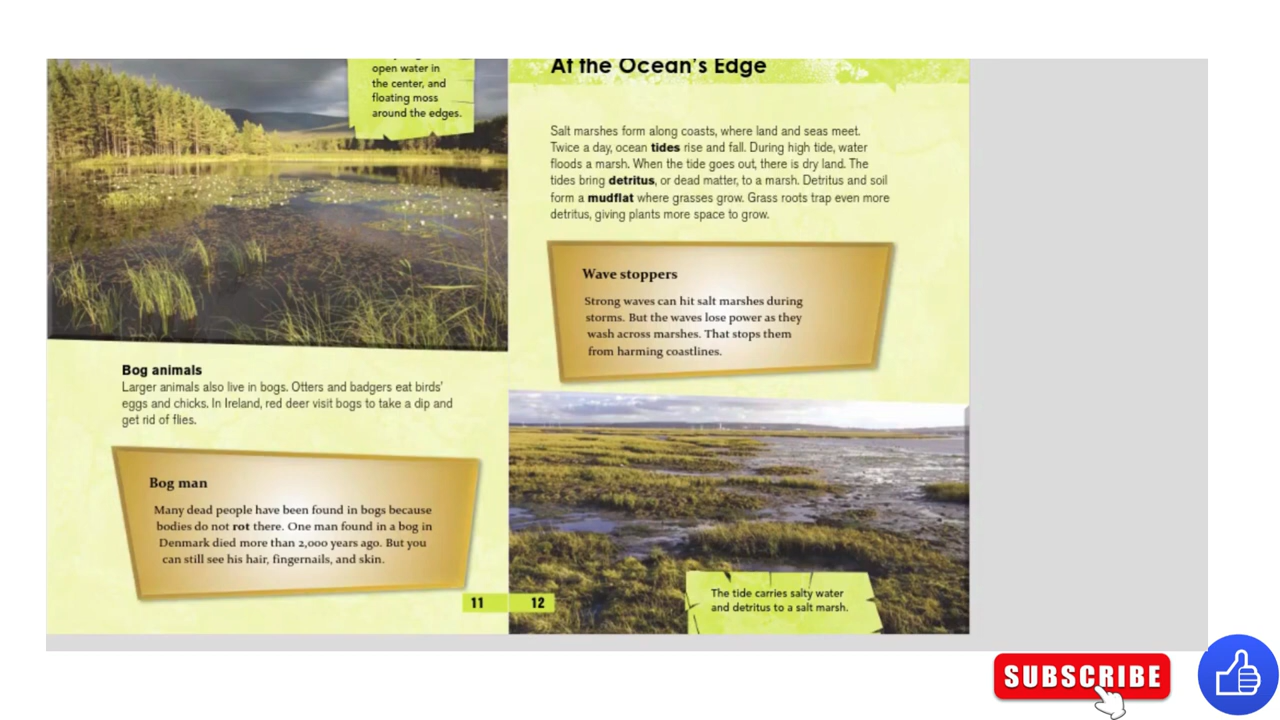 open water in
the center, and
floating moss
around the edges.
Bog animals
Larger animals also live in bogs. Otters and badgers eat birds'
eggs and chicks. In Ireland, red deer visit bogs to take a dip and
get rid of flies.
Bog man
Many dead people have been found in bogs because
bodies do not rot there. One man found in a bog in
Denmark died more than 2,000 years ago. But you
can still see his hair, fingernails, and skin.
11
At the Ocean's Edge
Salt marshes form along coasts, where land and seas meet.
Twice a day, ocean tides rise and fall. During high tide, water
floods a marsh. When the tide goes out, there is dry land. The
tides bring detritus, or dead matter, to a marsh. Detritus and soil
form a mudflat where grasses grow. Grass roots trap even more
detritus, giving plants more space to grow.
Wave stoppers
Strong waves can hit salt marshes during
storms. But the waves lose power as they
wash across marshes. That stops them
from harming coastlines.
The tide carries salty water
and detritus to a salt marsh.
12
SUBSCRIBE